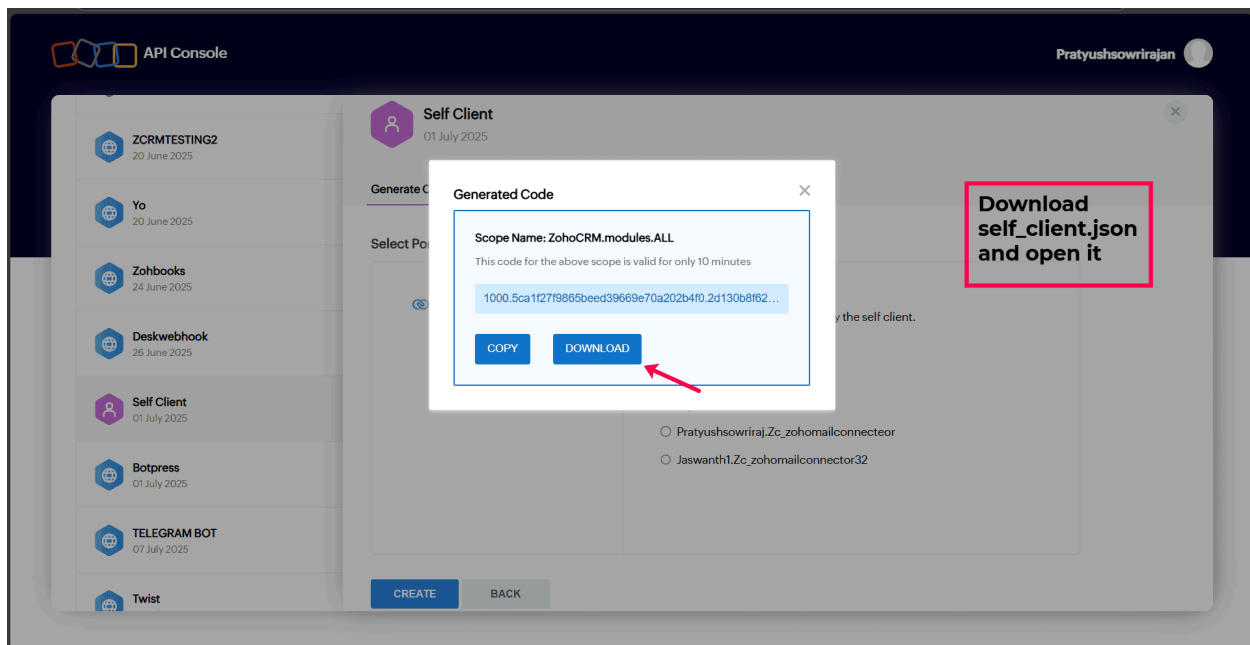 API Console
Pratyushsowrirajan
ZCRMTESTING2
20 June 2025
Yo
20 June 2025
Zohbooks
24 June 2025
Deskwebhook
26 June 2025
Self Client
01 July 2025
Botpress
01 July 2025
TELEGRAM BOT
07 July 2025
Twist
Self Client
01 July 2025
Generate C
Select Po
Generated Code
Scope Name: ZohoCRM.modules.ALL
This code for the above scope is valid for only 10 minutes
1000.5ca1f27f9865beed39669e70a202b4f0.2d130b8f62...
COPY
DOWNLOAD
y the self client.
Pratyushsowriraj.Zc_zohomailconnecteor
Jaswanth1.Zc_zohomailconnector32
CREATE
BACK
Download
self_client.json
and open it